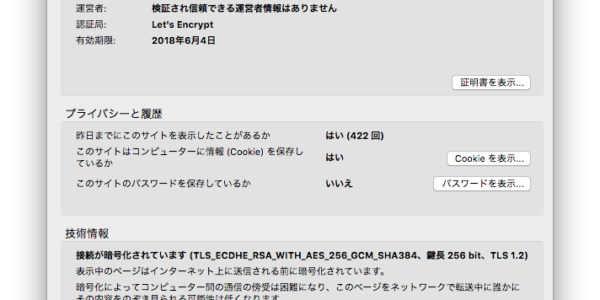 運営者: 検証され信頼できる運営者情報はありません
認証局: Let's Encrypt
有効期限: 2018年6月4日
証明書を表示...
プライバシーと履歴
昨日までにこのサイトを表示したことがあるか はい (422 回)
このサイトはコンピューターに情報 (Cookie) を保存し
ているか はい Cookie を表示...
このサイトのパスワードを保存しているか いいえ パスワードを表示...
技術情報
接続が暗号化されています (TLS_ECDHE_RSA_WITH_AES_256_GCM_SHA384、鍵長 256 bit、TLS 1.2)
表示中のページはインターネット上に送信される前に暗号化されています。
暗号化によってコンピューター間の通信の傍受は困難になり、このページをネットワークで転送中に誰かに
その内容をのぞき見られる可能性は低くなります。